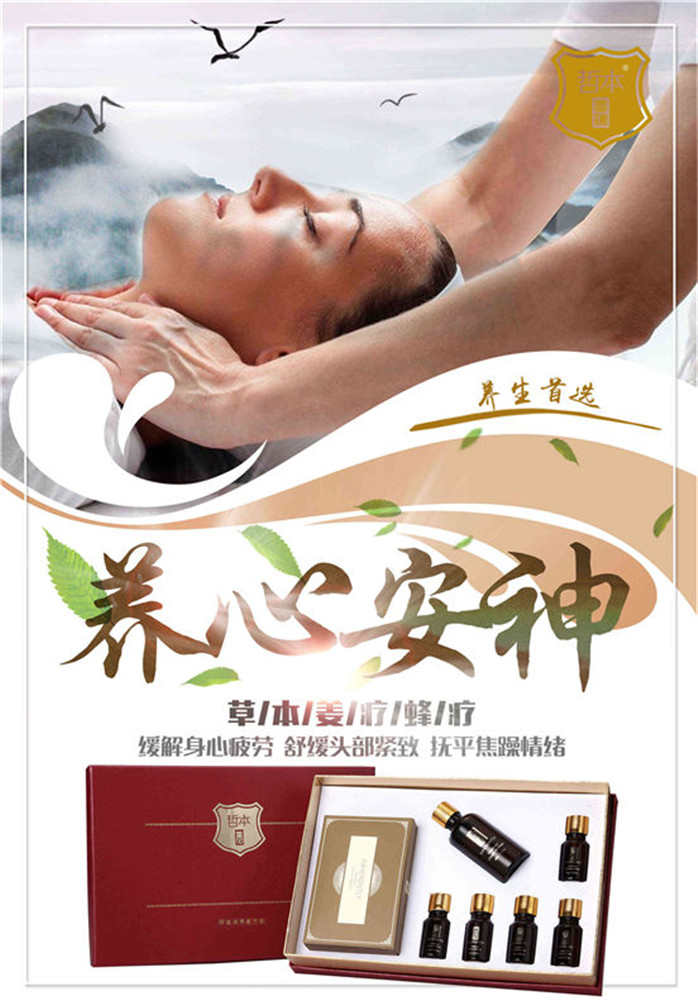 哲本
养生首选
养心安神
草/本/姜/疗/蜂/疗
缓解身心疲劳 舒缓头部紧致 抚平焦躁情绪
哲本